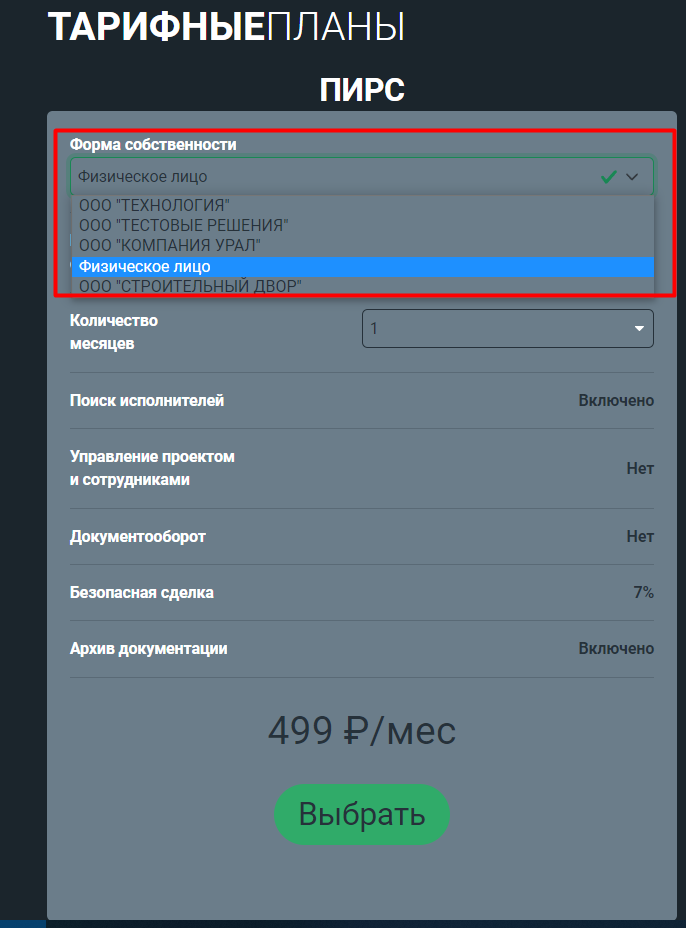 ТАРИФНЫЕПЛАНЫ
ПИРС
Форма собственности
Физическое лицо
ООО "ТЕХНОЛОГИЯ"
ООО "ТЕСТОВЫЕ РЕШЕНИЯ"
ООО "КОМПАНИЯ УРАЛ"
Физическое лицо
ООО "СТРОИТЕЛЬНЫЙ ДВОР"
Количество
месяцев
1
Поиск исполнителей
Включено
Управление проектом
и сотрудниками
Нет
Документооборот
Нет
Безопасная сделка
7%
Архив документации
Включено
499 ₽/мес
Выбрать